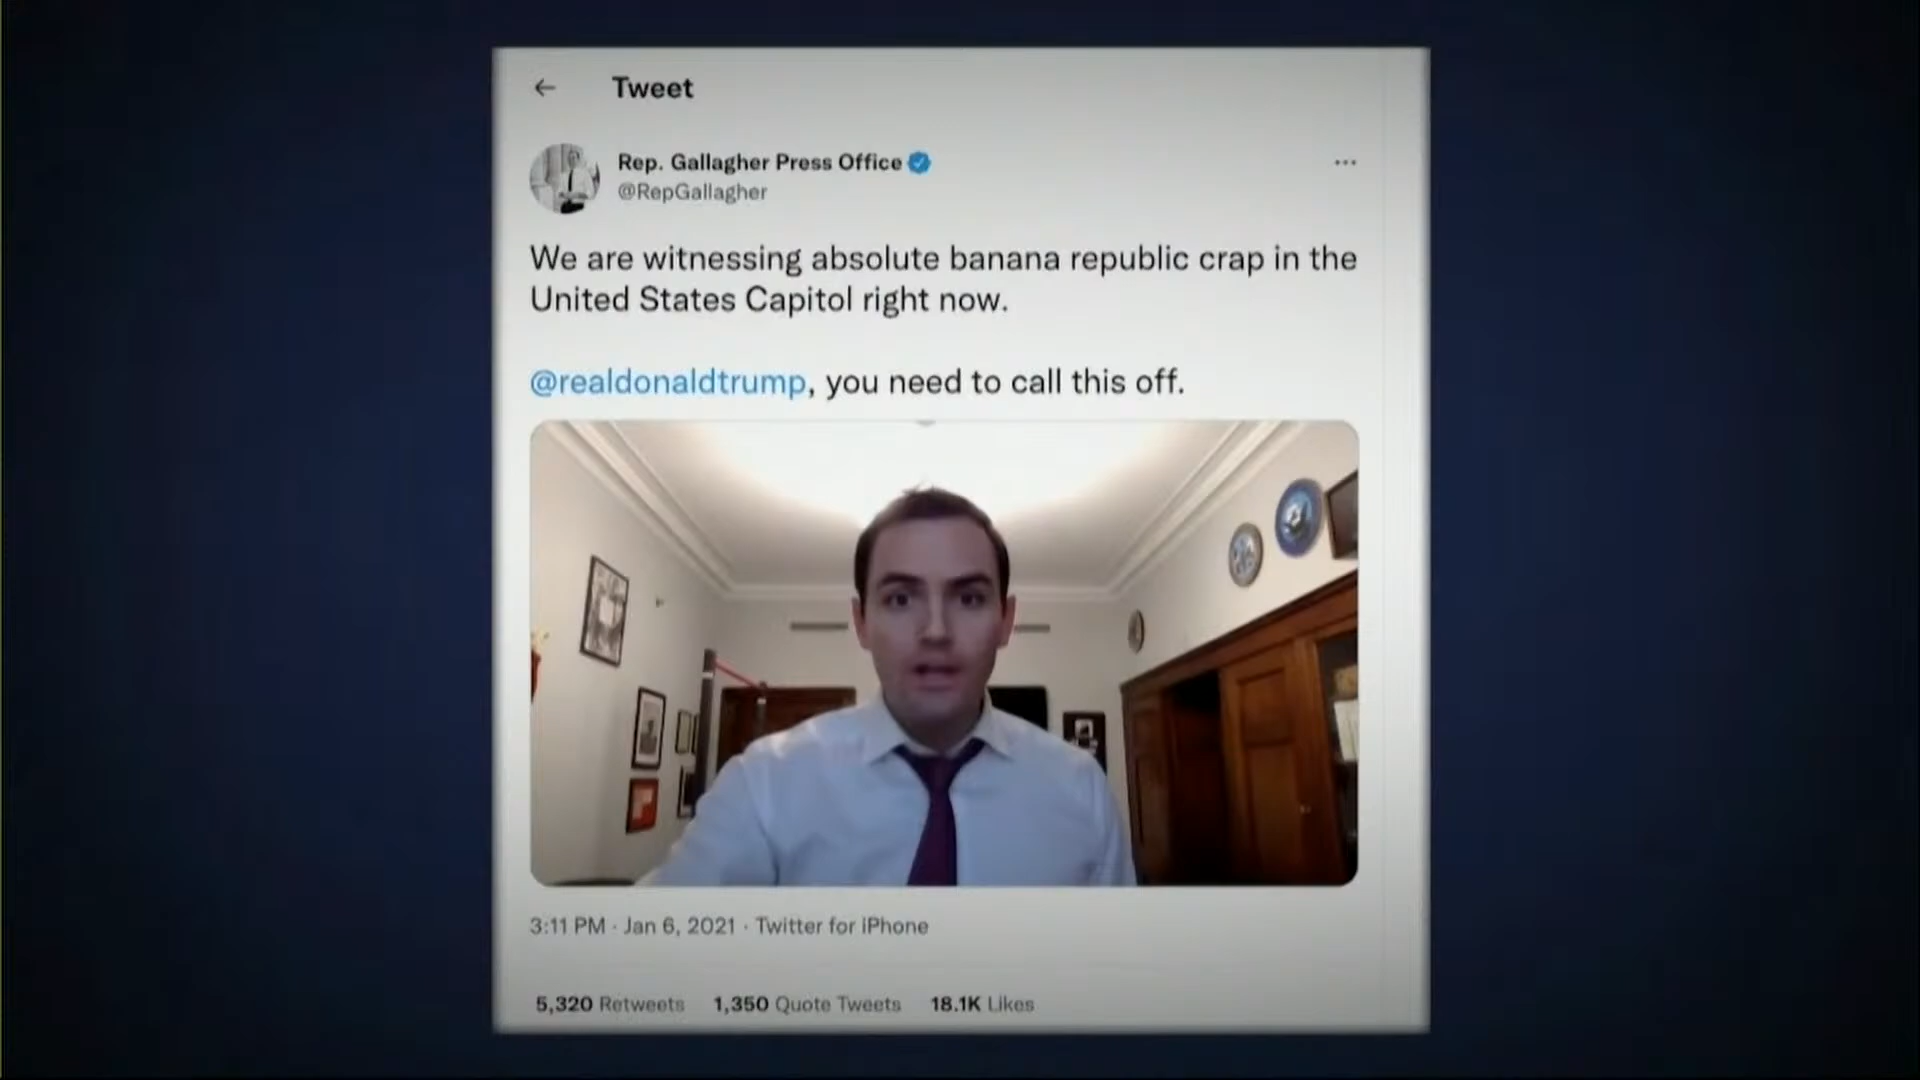 Tweet
Rep. Gallagher Press Office
@RepGallagher
We are witnessing absolute banana republic crap in the
United States Capitol right now.
@realdonaldtrump, you need to call this off.
3:11 PM · Jan 6, 2021 · Twitter for iPhone
5,320 Retweets 1,350 Quote Tweets 18.1K Likes